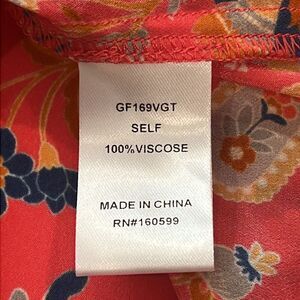 GF169VGT
SELF
100%VISCOSE
MADE IN CHINA
RN#160599